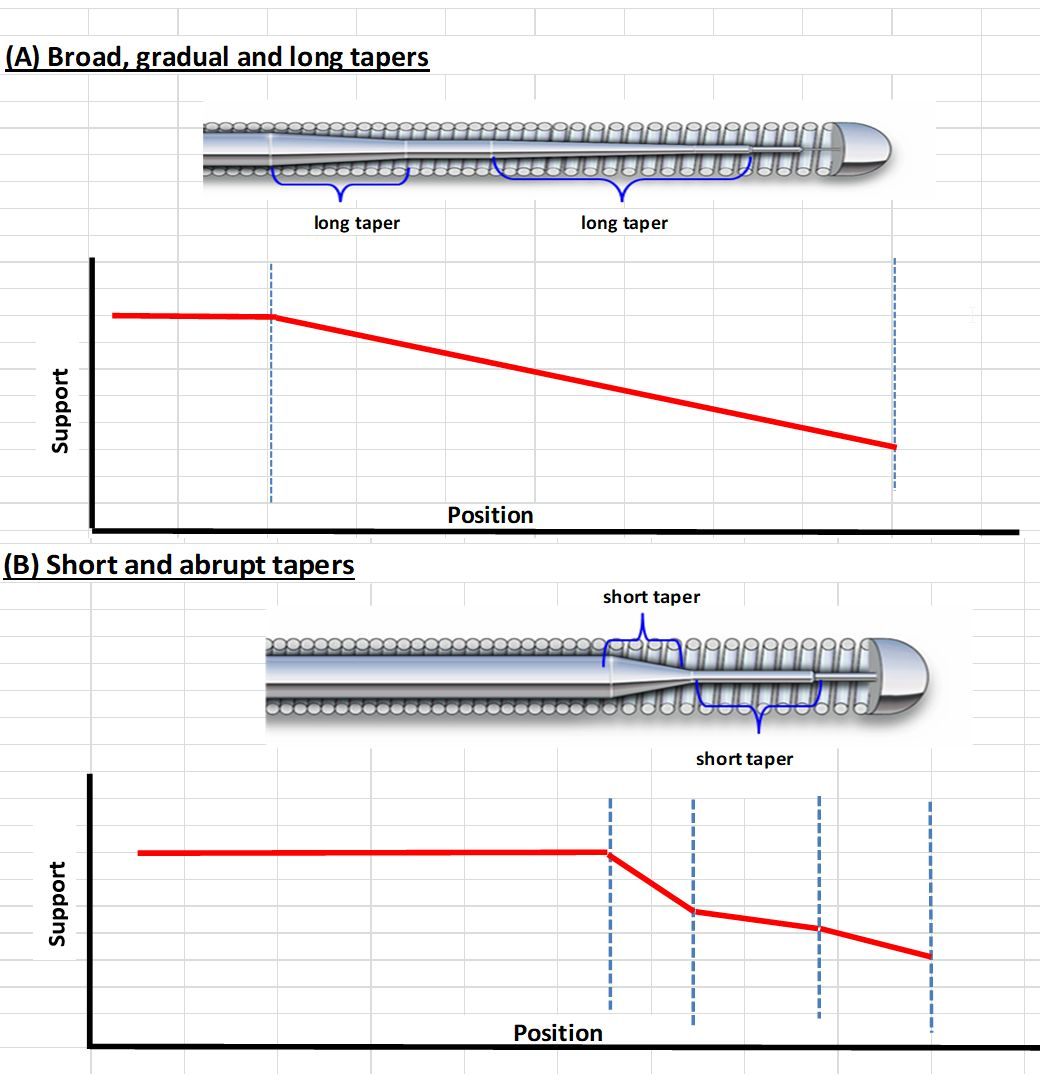 (A) Broad, gradual and long tapers
long taper
long taper
Support
Position
(B) Short and abrupt tapers
short taper
short taper
Support
Position